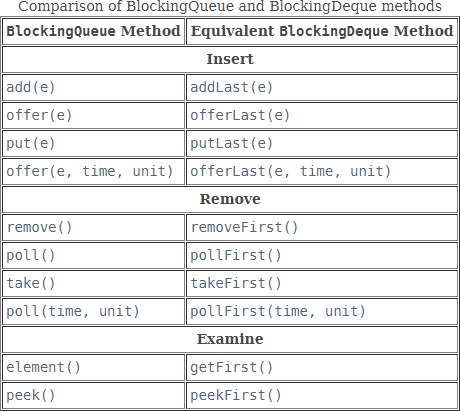 Comparison of BlockingQueue and BlockingDeque methods
BlockingQueue Method Equivalent BlockingDeque Method
Insert
add(e) addLast(e)
offer(e) offerLast(e)
put(e) putLast(e)
offer(e, time, unit) offerLast(e, time, unit)
Remove
remove() removeFirst()
poll() pollFirst()
take() takeFirst()
poll(time, unit) pollFirst(time, unit)
Examine
element() getFirst()
peek() peekFirst()